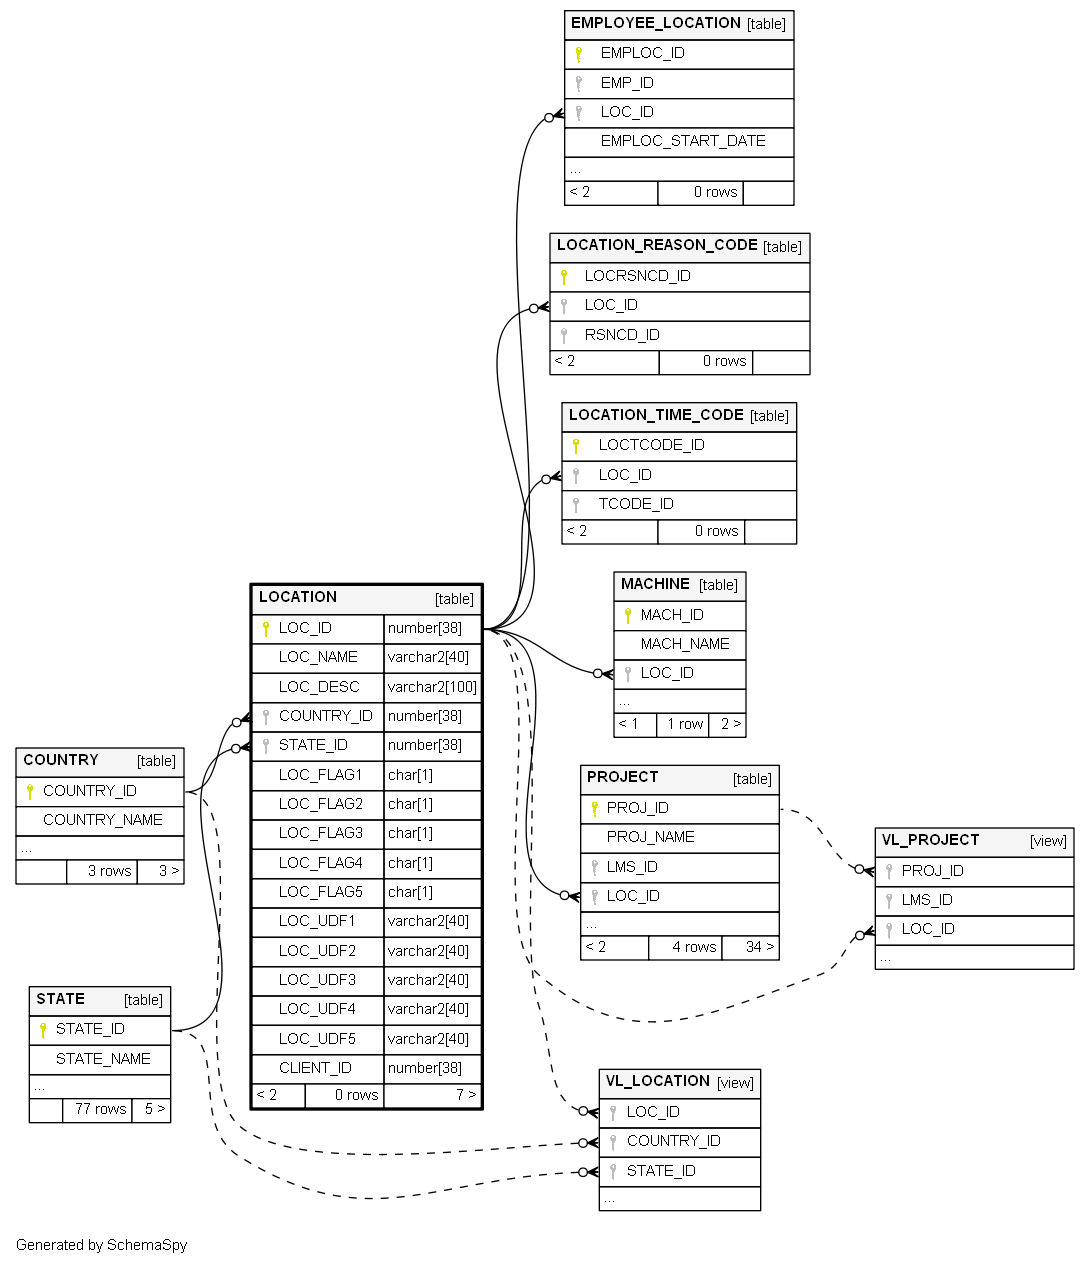 EMPLOYEE_LOCATION [table]
EMPLOC_ID
EMP_ID
LOC_ID
EMPLOC_START_DATE
...
< 2 0 rows
LOCATION_REASON_CODE [table]
LOCRSNCD_ID
LOC_ID
RSNCD_ID
< 2 0 rows
LOCATION_TIME_CODE [table]
LOCTCODE_ID
LOC_ID
TCODE_ID
< 2 0 rows
MACHINE [table]
MACH_ID
MACH_NAME
LOC_ID
...
< 1 1 row 2 >
LOCATION [table]
LOC_ID number[38]
LOC_NAME varchar2[40]
LOC_DESC varchar2[100]
COUNTRY_ID number[38]
STATE_ID number[38]
LOC_FLAG1 char[1]
LOC_FLAG2 char[1]
LOC_FLAG3 char[1]
LOC_FLAG4 char[1]
LOC_FLAG5 char[1]
LOC_UDF1 varchar2[40]
LOC_UDF2 varchar2[40]
LOC_UDF3 varchar2[40]
LOC_UDF4 varchar2[40]
LOC_UDF5 varchar2[40]
CLIENT_ID number[38]
< 2 0 rows 7 >
COUNTRY [table]
COUNTRY_ID
COUNTRY_NAME
...
3 rows 3 >
PROJECT [table]
PROJ_ID
PROJ_NAME
LMS_ID
LOC_ID
...
< 2 4 rows 34 >
VL_PROJECT [view]
PROJ_ID
LMS_ID
LOC_ID
...
STATE [table]
STATE_ID
STATE_NAME
...
77 rows 5 >
VL_LOCATION [view]
LOC_ID
COUNTRY_ID
STATE_ID
...
Generated by SchemaSpy